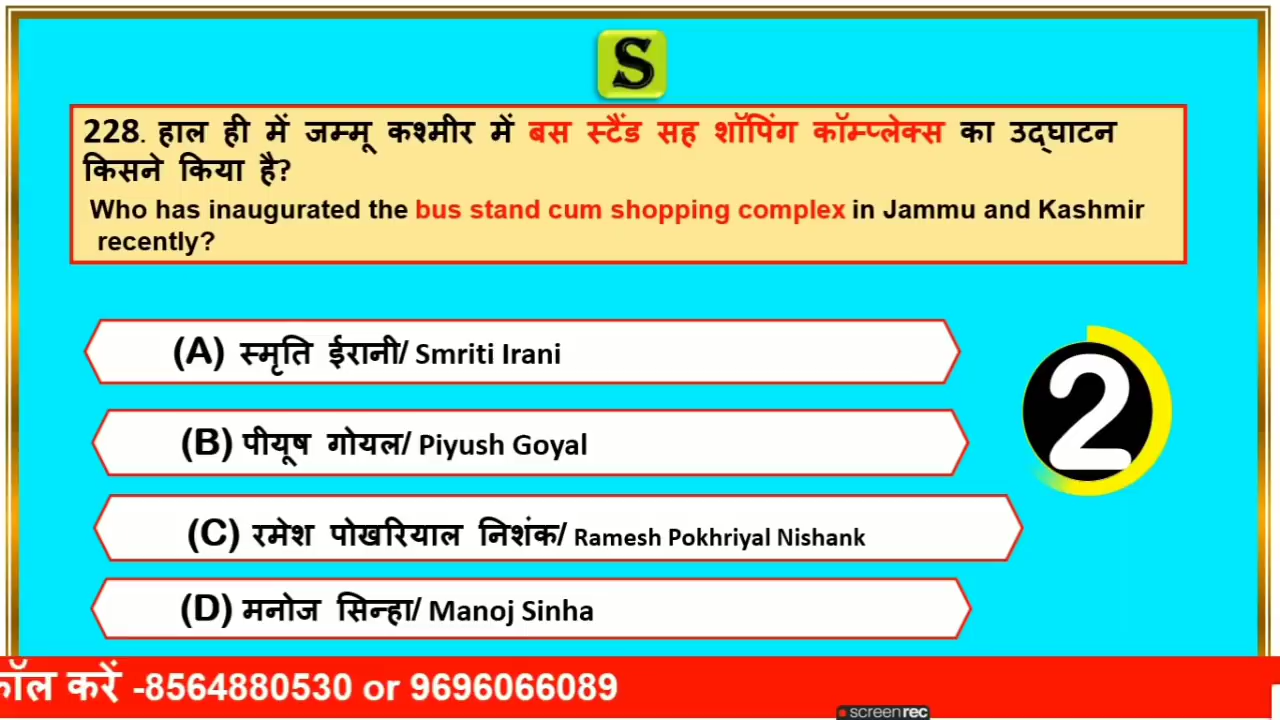 S
228. हाल ही में जम्मू कश्मीर में बस स्टैंड सह शॉपिंग कॉम्प्लेक्स का उद्घाटन
किसने किया है?
Who has inaugurated the bus stand cum shopping complex in Jammu and Kashmir
recently?
(A) स्मृति ईरानी/ Smriti Irani
(B) पीयूष गोयल/ Piyush Goyal
2
(C) रमेश पोखरियाल निशंक/ Ramesh Pokhriyal Nishank
(D) मनोज सिन्हा/ Manoj Sinha
कॉल करें -8564880530 or 9696066089
screenrec